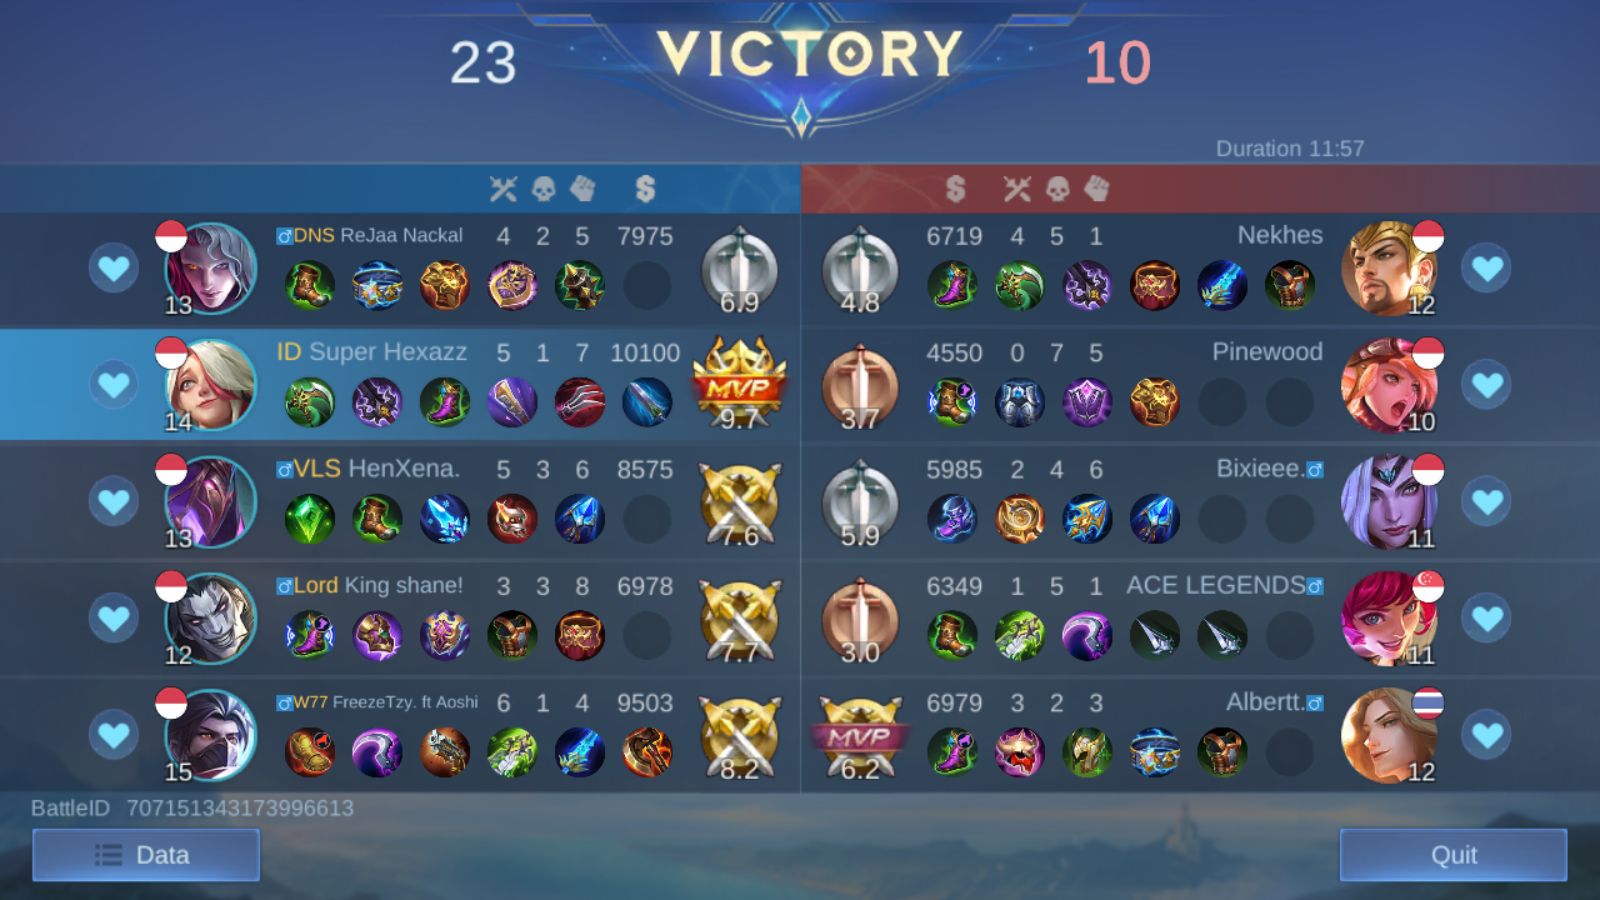 23 VICTORY 10
Duration 11:57
DNS ReJaa Nackal 4 2 5 7975
13 6.9
4.8 6719 4 5 1 Nekhes
12
ID Super Hexazz 5 1 7 10100
14 MVP 9.7
3.7 4550 0 7 5 Pinewood
10
VLS HenXena. 5 3 6 8575
13 7.6
5.9 5985 2 4 6 Bixieee.
11
Lord King shane! 3 3 8 6978
12 7.7
3.0 6349 1 5 1 ACE LEGENDS
11
W77 FreezeTzy. ft Aoshi 6 1 4 9503
15 8.2
MVP 6.2 6979 3 2 3 Albertt.
12
BattleID 707151343173996613
Data
Quit